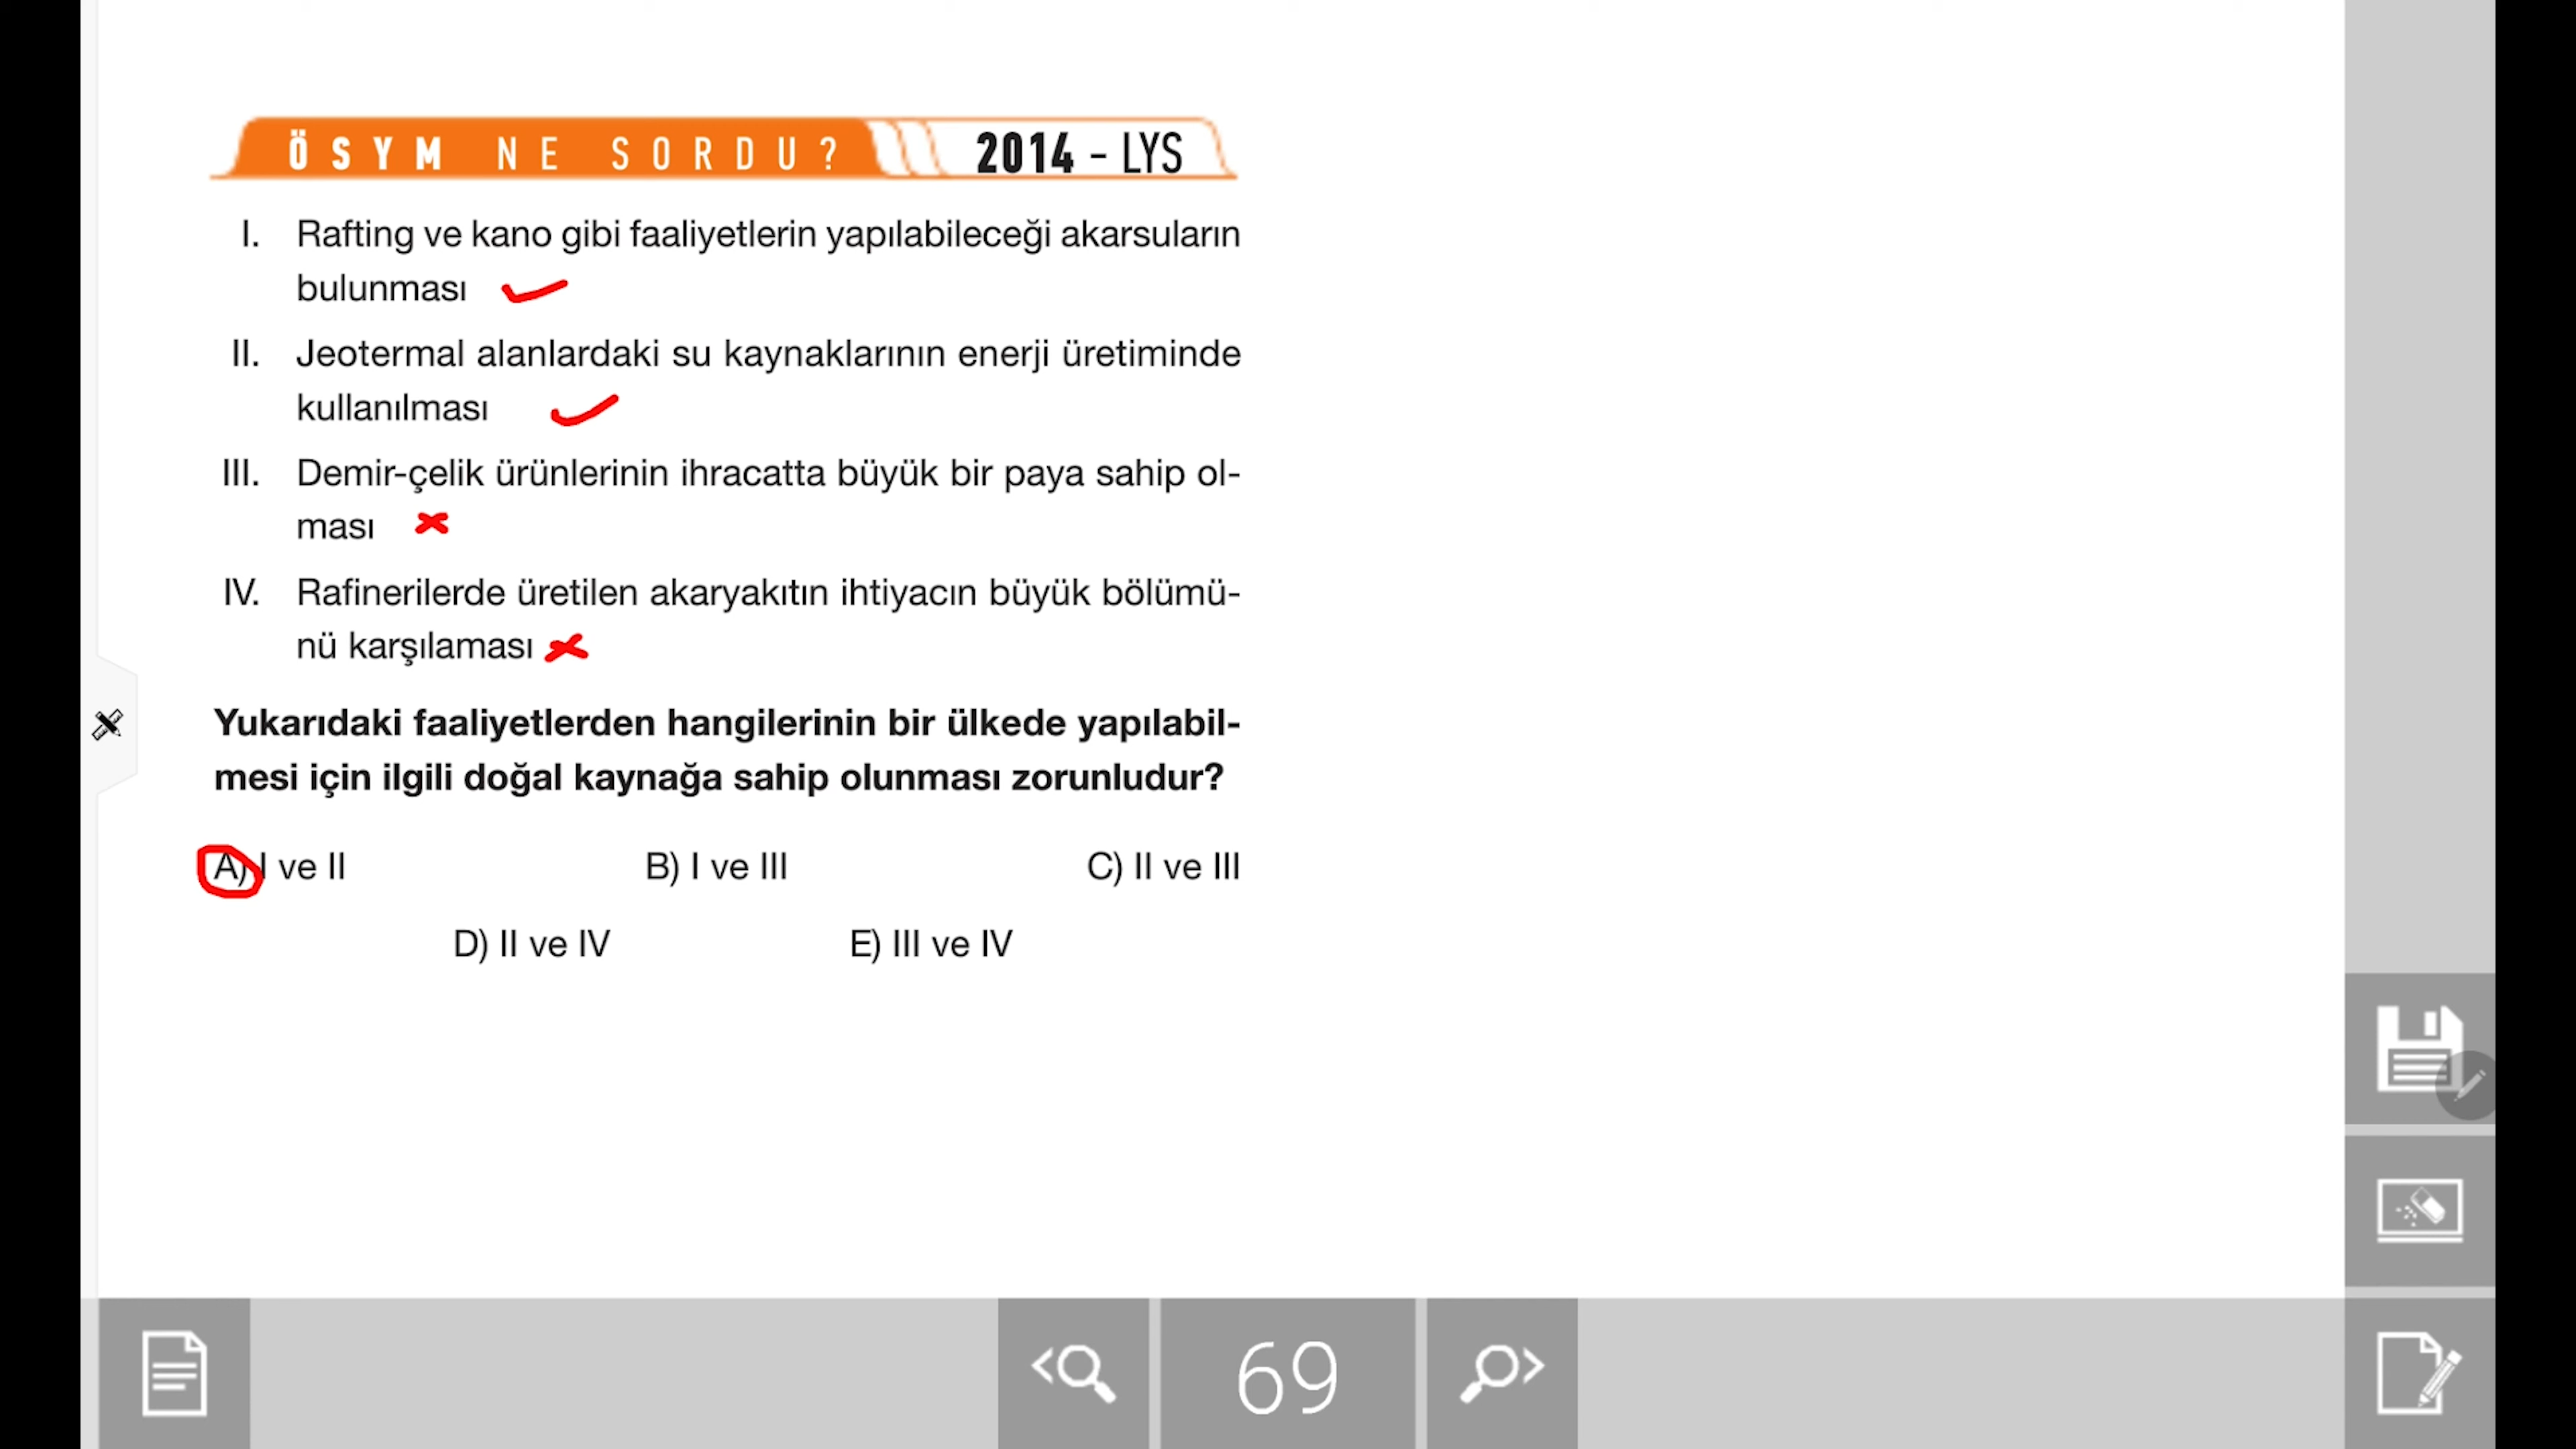 ÖSYM NE SORDU? 2014 - LYS
I. Rafting ve kano gibi faaliyetlerin yapılabileceği akarsuların
bulunması
II. Jeotermal alanlardaki su kaynaklarının enerji üretiminde
kullanılması
III. Demir-çelik ürünlerinin ihracatta büyük bir paya sahip ol-
ması
IV. Rafinerilerde üretilen akaryakıtın ihtiyacın büyük bölümü-
nü karşılaması
Yukarıdaki faaliyetlerden hangilerinin bir ülkede yapılabil-
mesi için ilgili doğal kaynağa sahip olunması zorunludur?
A) I ve II B) I ve III C) II ve III
D) II ve IV E) III ve IV
69